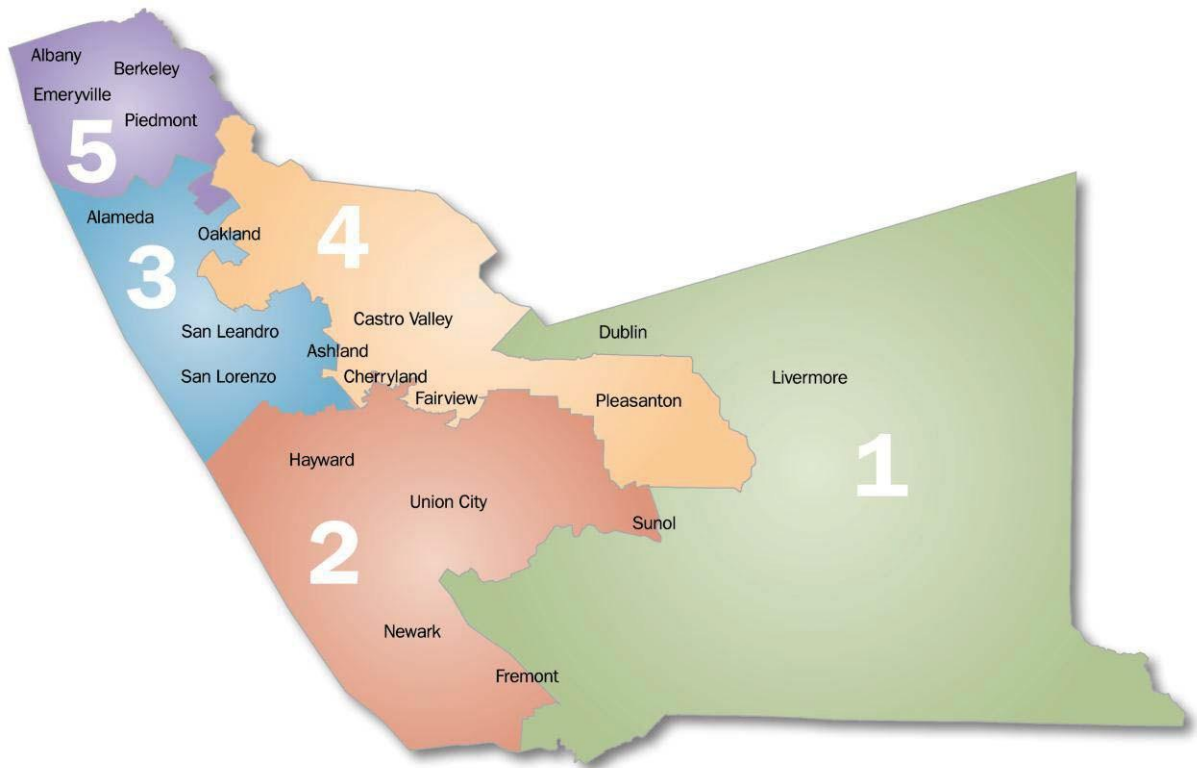 Albany
Berkeley
Emeryville
Piedmont
5
Alameda
Oakland
4
3
Castro Valley
San Leandro
Dublin
Ashland
San Lorenzo
Cherryland
Livermore
Fairview
Pleasanton
Hayward
1
Union City
Sunol
2
Newark
Fremont